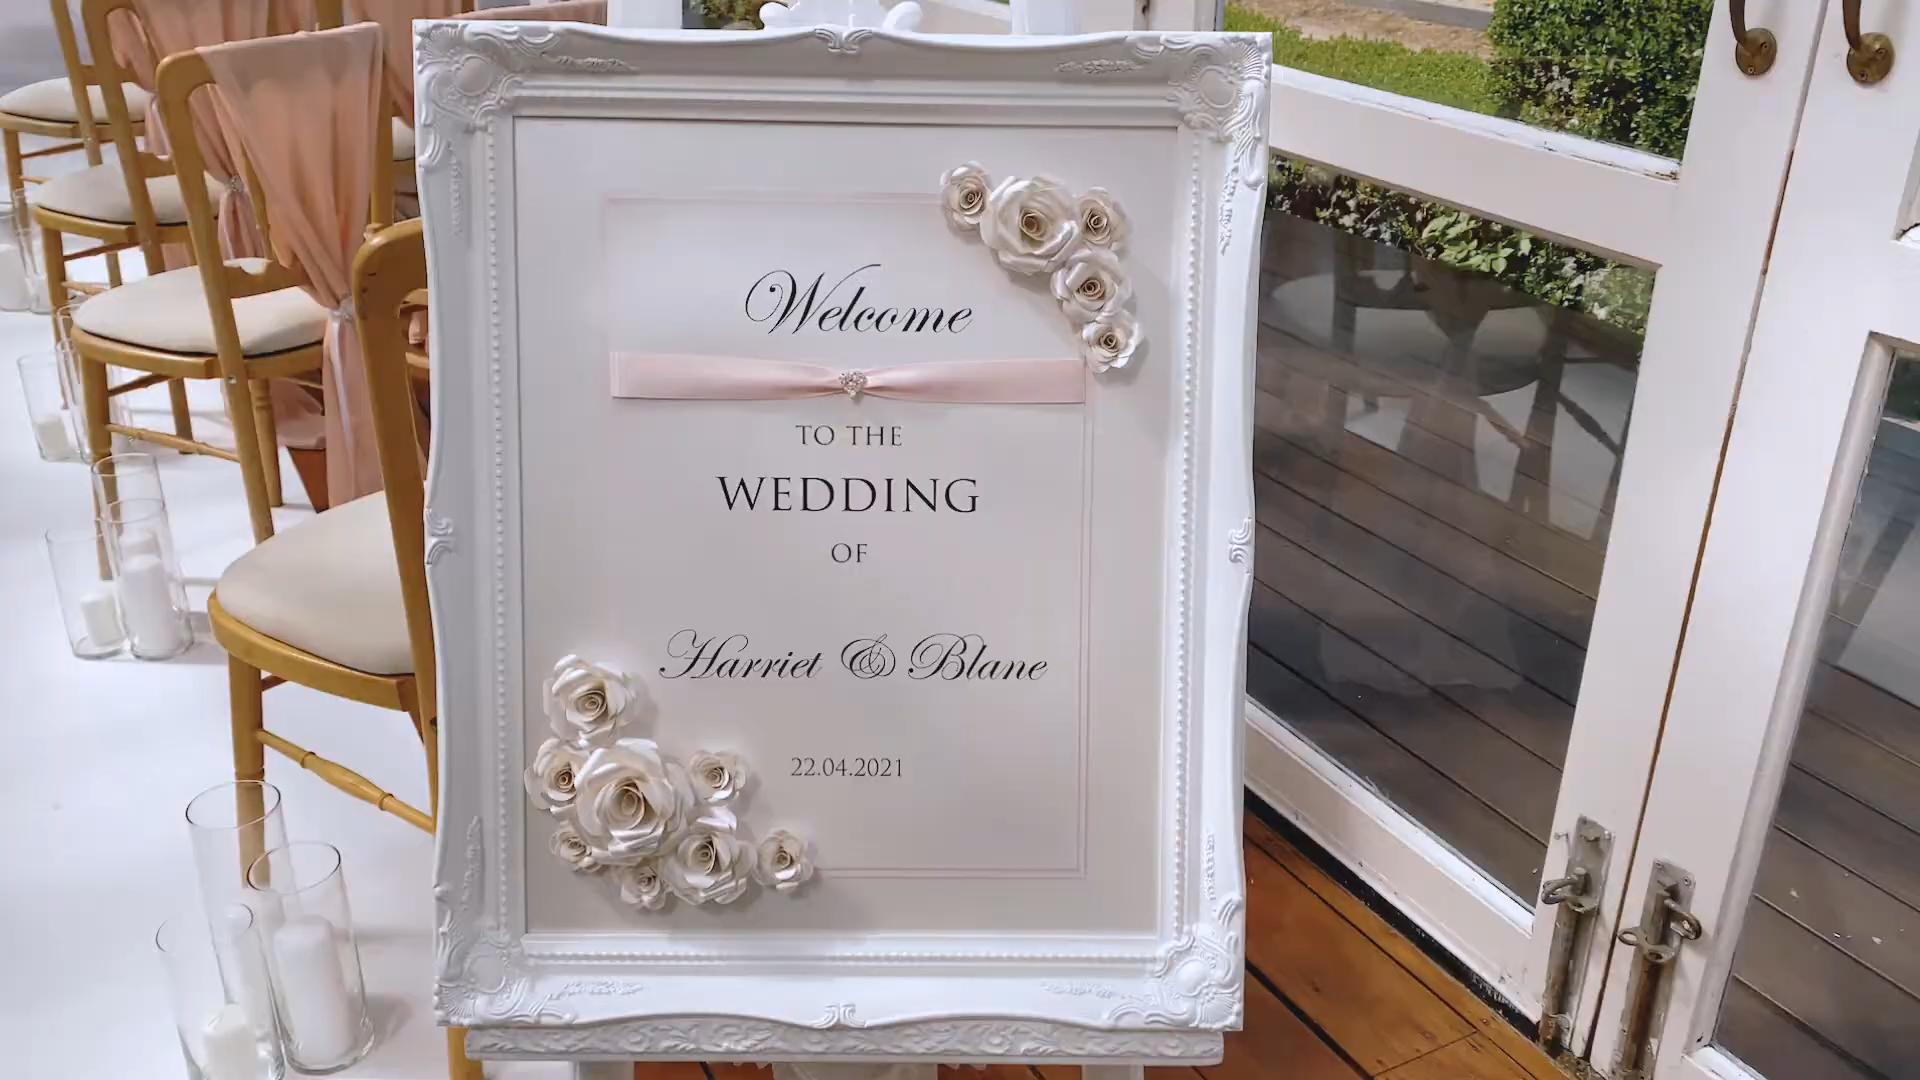 Welcome
TO THE
WEDDING
OF
Harriet & Blane
22.04.2021